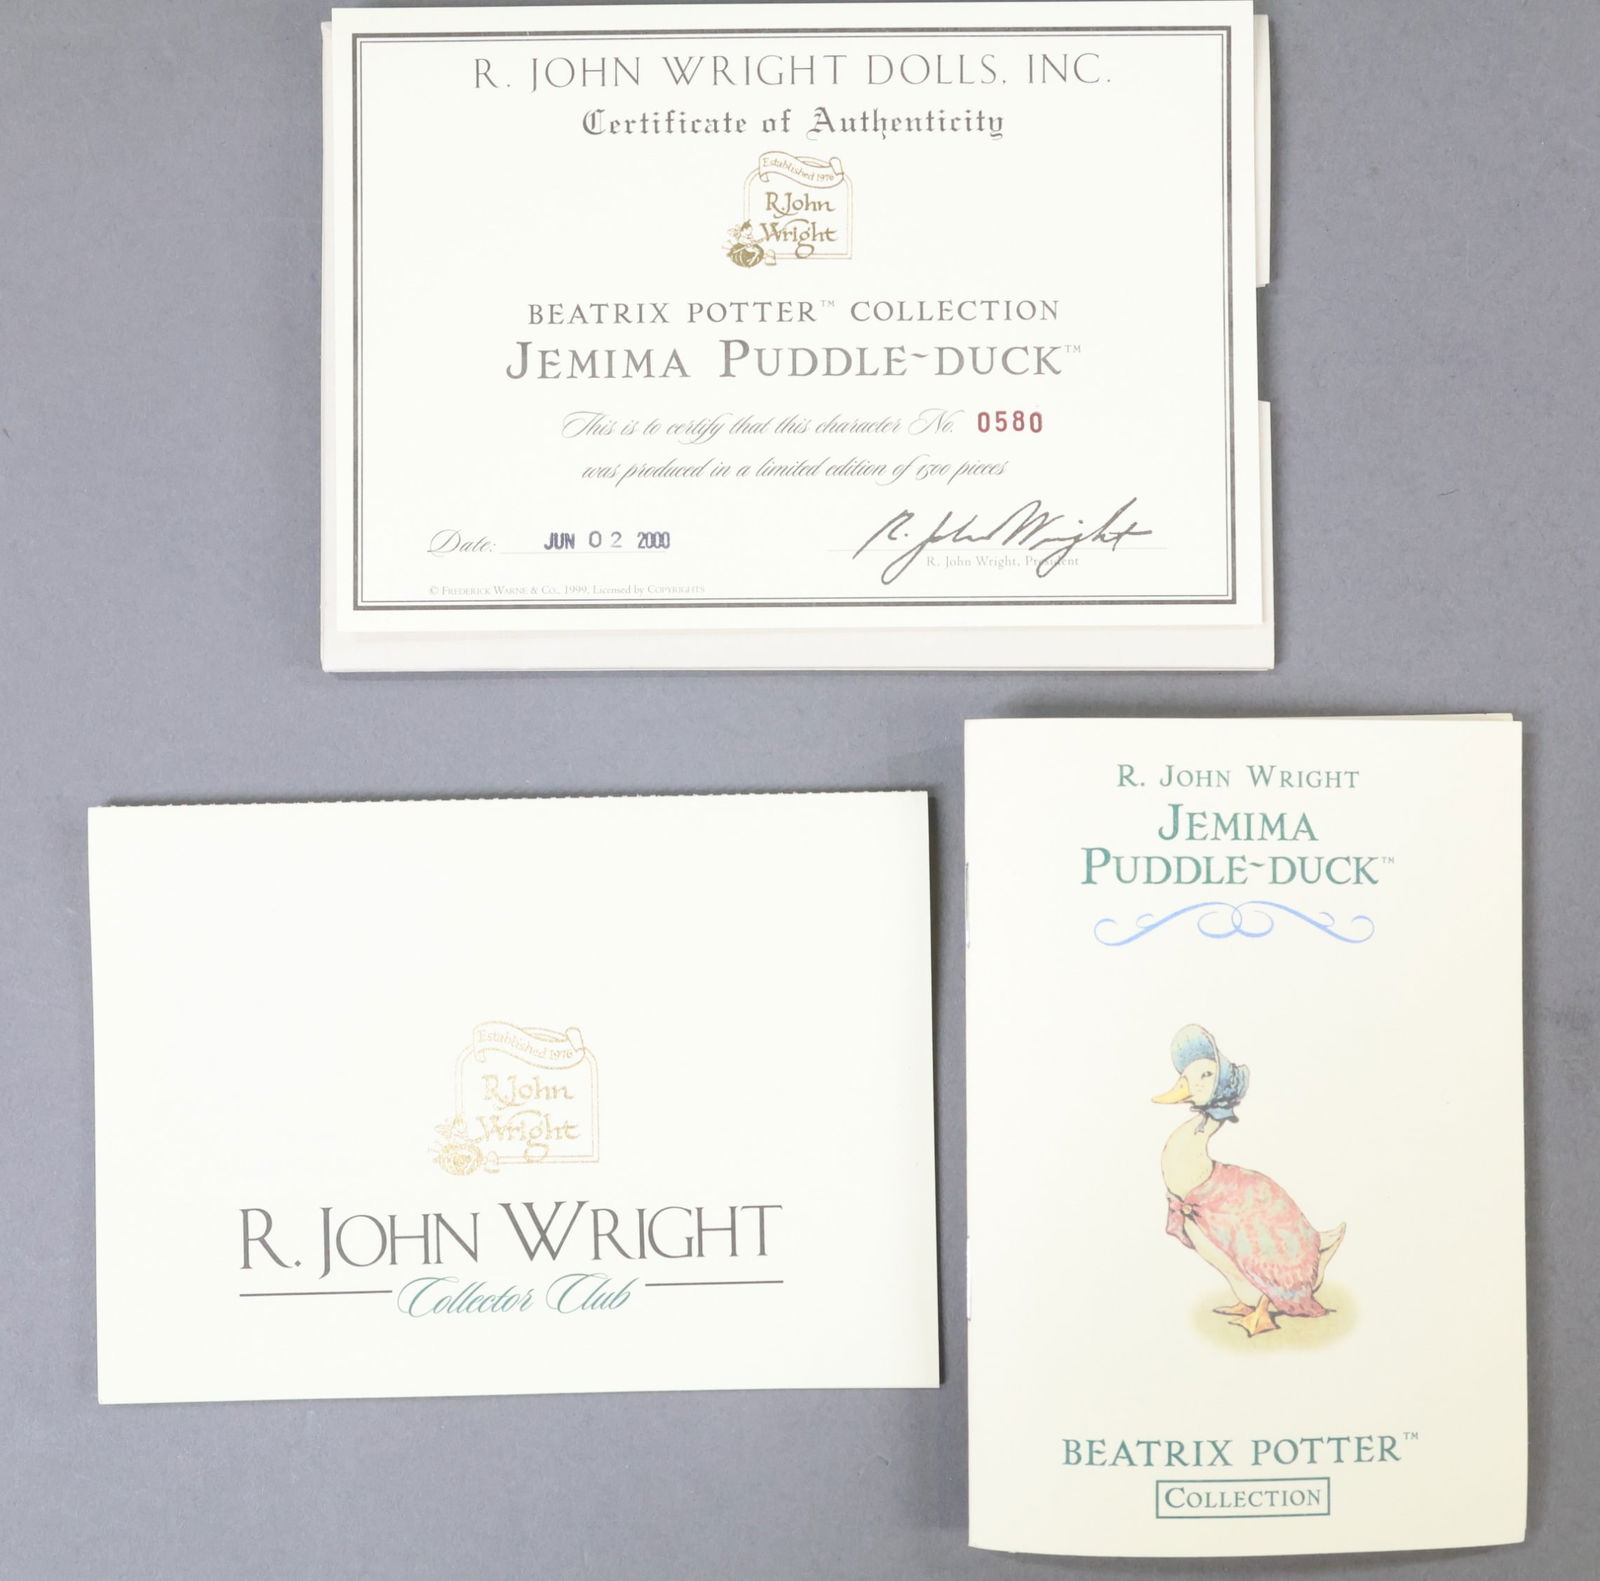 R. JOHN WRIGHT DOLLS, INC.
Certificate of Authenticity
Established 1976
R. John
Wright
BEATRIX POTTER™ COLLECTION
JEMIMA PUDDLE~DUCK™
This is to certify that this character No. 0580
was produced in a limited edition of 1500 pieces
Date: JUN 02 2000
R. John Wright
R. John Wright, President
© FREDERICK WARNE & CO., 1999, Licensed by COPYRIGHTS
Established 1976
R. John
Wright
R. JOHN WRIGHT
Collector Club
R. JOHN WRIGHT
JEMIMA
PUDDLE~DUCK™
BEATRIX POTTER™
COLLECTION